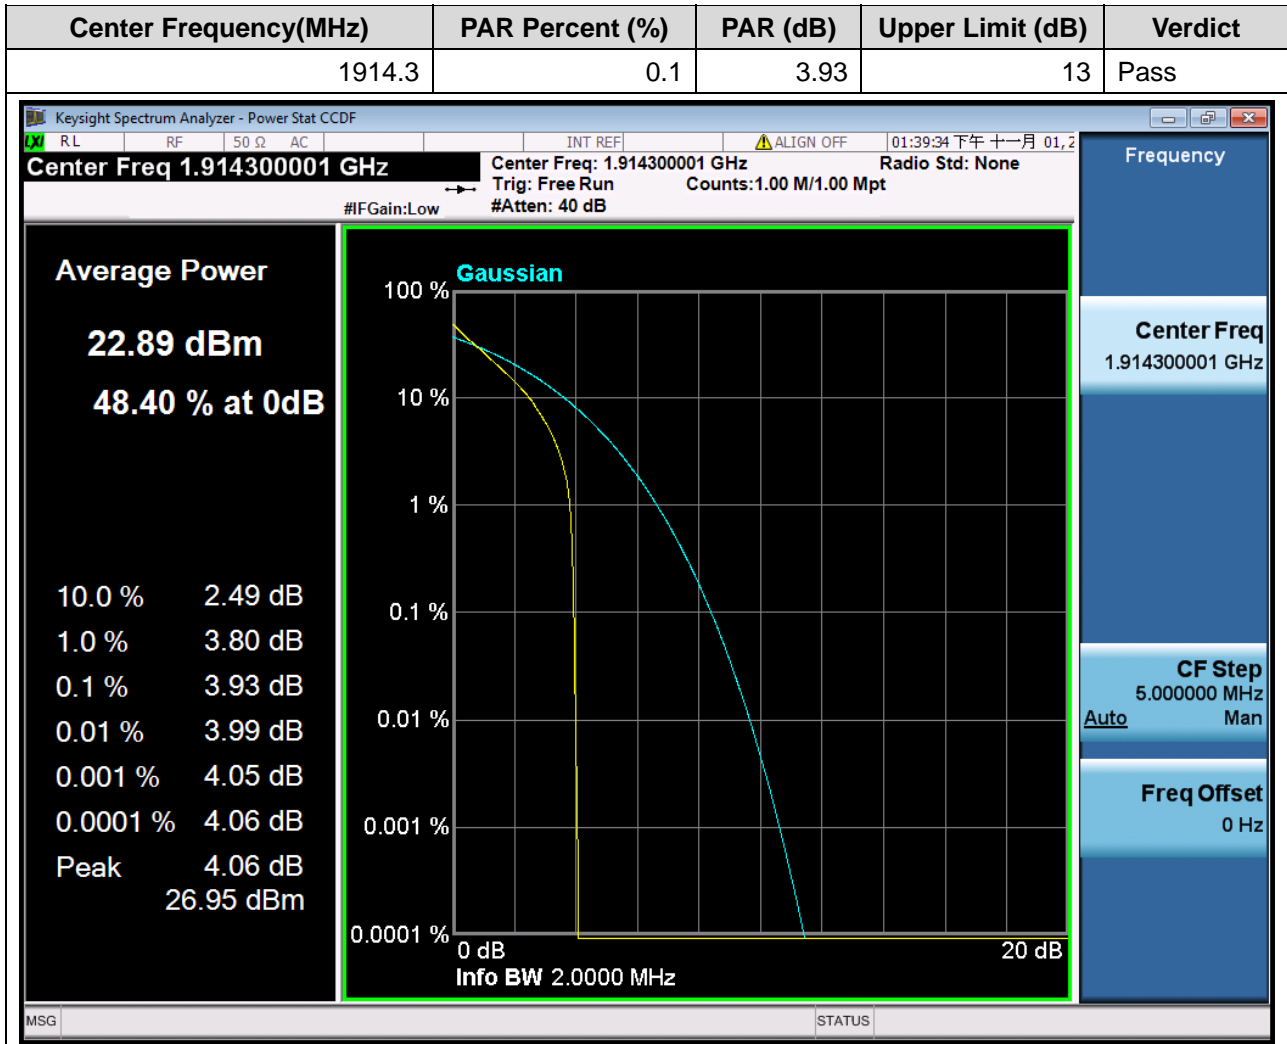 Center Frequency(MHz) PAR Percent (%) PAR (dB) Upper Limit (dB) Verdict
1914.3 0.1 3.93 13 Pass
Keysight Spectrum Analyzer - Power Stat CCDF
LXI RL RF 50 Ω AC INT REF ALIGN OFF 01:39:34 下午 十一月 01, 2
Center Freq 1.914300001 GHz
Center Freq: 1.914300001 GHz Radio Std: None
Trig: Free Run Counts:1.00 M/1.00 Mpt
#IFGain:Low #Atten: 40 dB
Average Power
22.89 dBm
48.40 % at 0dB
10.0 % 2.49 dB
1.0 % 3.80 dB
0.1 % 3.93 dB
0.01 % 3.99 dB
0.001 % 4.05 dB
0.0001 % 4.06 dB
Peak 4.06 dB
26.95 dBm
Gaussian
100 %
10 %
1 %
0.1 %
0.01 %
0.001 %
0.0001 %
0 dB 20 dB
Info BW 2.0000 MHz
Frequency
Center Freq
1.914300001 GHz
CF Step
5.000000 MHz
Auto Man
Freq Offset
0 Hz
MSG STATUS